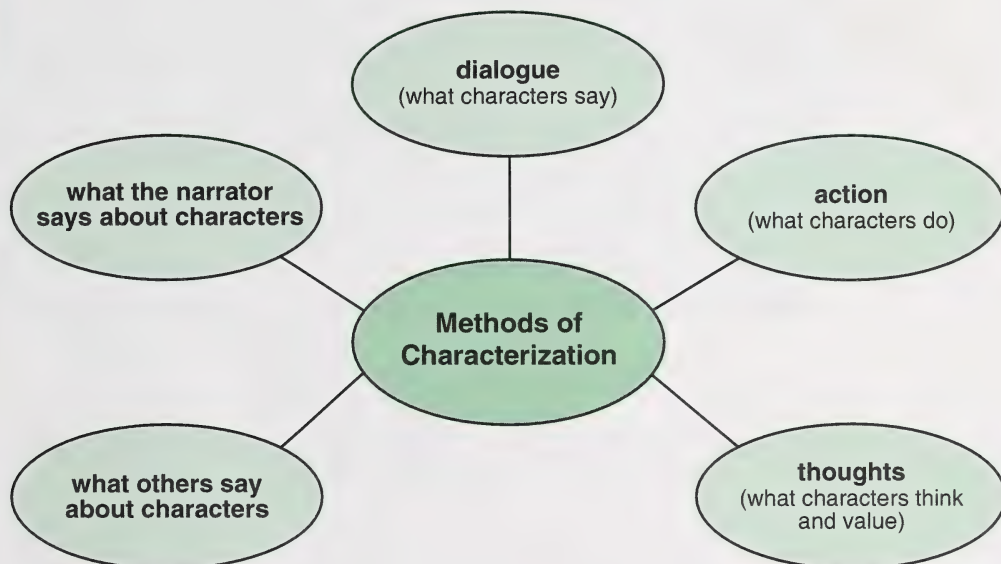 dialogue
(what characters say)
what the narrator
says about characters
action
(what characters do)
Methods of
Characterization
what others say
about characters
thoughts
(what characters think
and value)